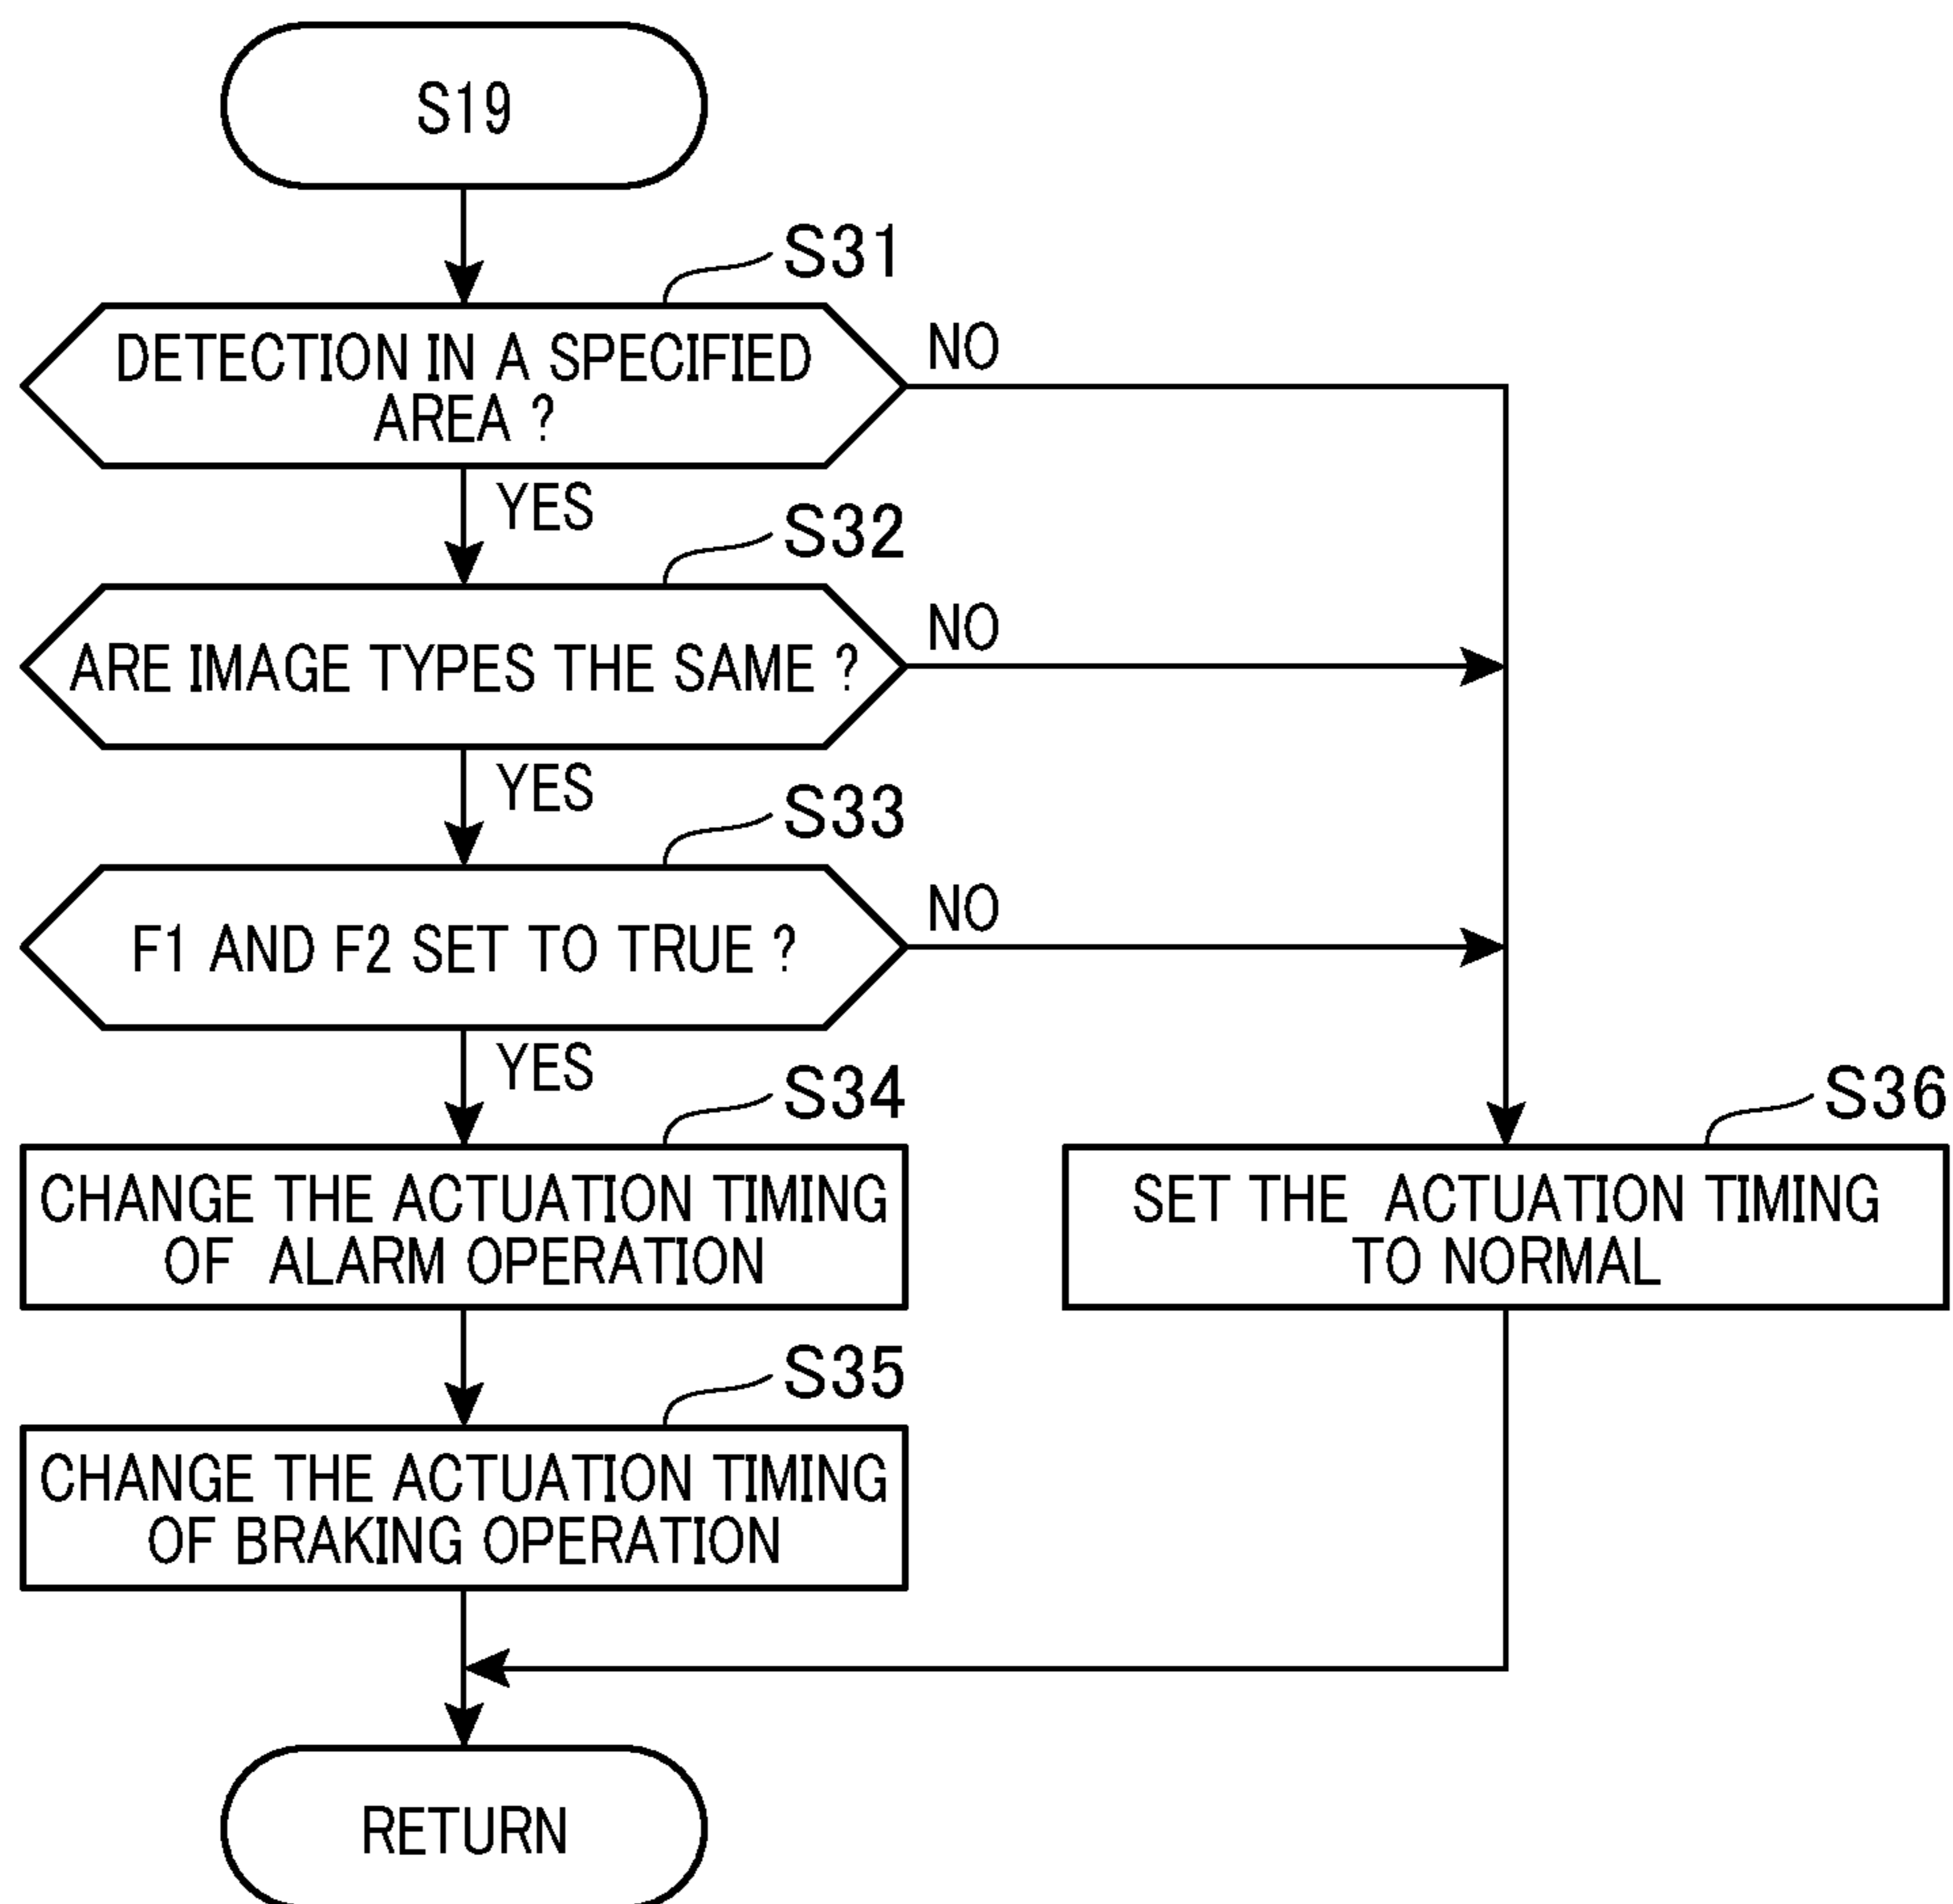 S19
S31
DETECTION IN A SPECIFIED
AREA ?
NO
YES
S32
ARE IMAGE TYPES THE SAME ?
NO
YES
S33
F1 AND F2 SET TO TRUE ?
NO
YES
S34
CHANGE THE ACTUATION TIMING
OF ALARM OPERATION
S36
SET THE ACTUATION TIMING
TO NORMAL
S35
CHANGE THE ACTUATION TIMING
OF BRAKING OPERATION
RETURN